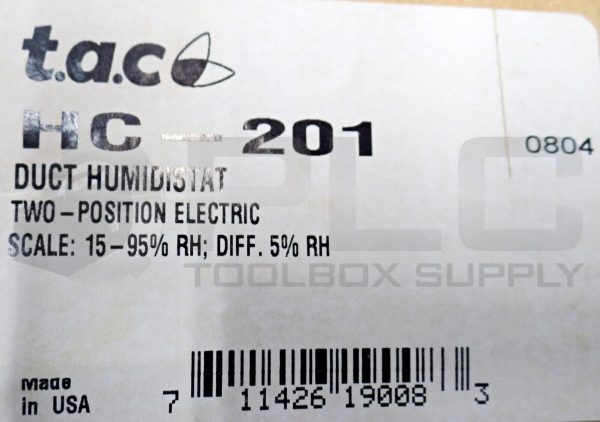 t.a.c
HC-201
0804
DUCT HUMIDISTAT
TWO-POSITION ELECTRIC
SCALE: 15-95% RH; DIFF. 5% RH
PLC
TOOLBOX SUPPLY
Made
in USA
7 11426 19008 3